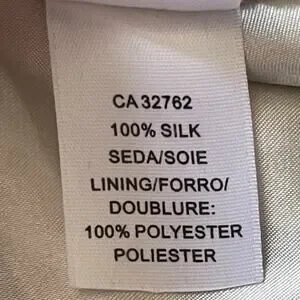 CA 32762
100% SILK
SEDA/SOIE
LINING/FORRO/
DOUBLURE:
100% POLYESTER
POLIESTER